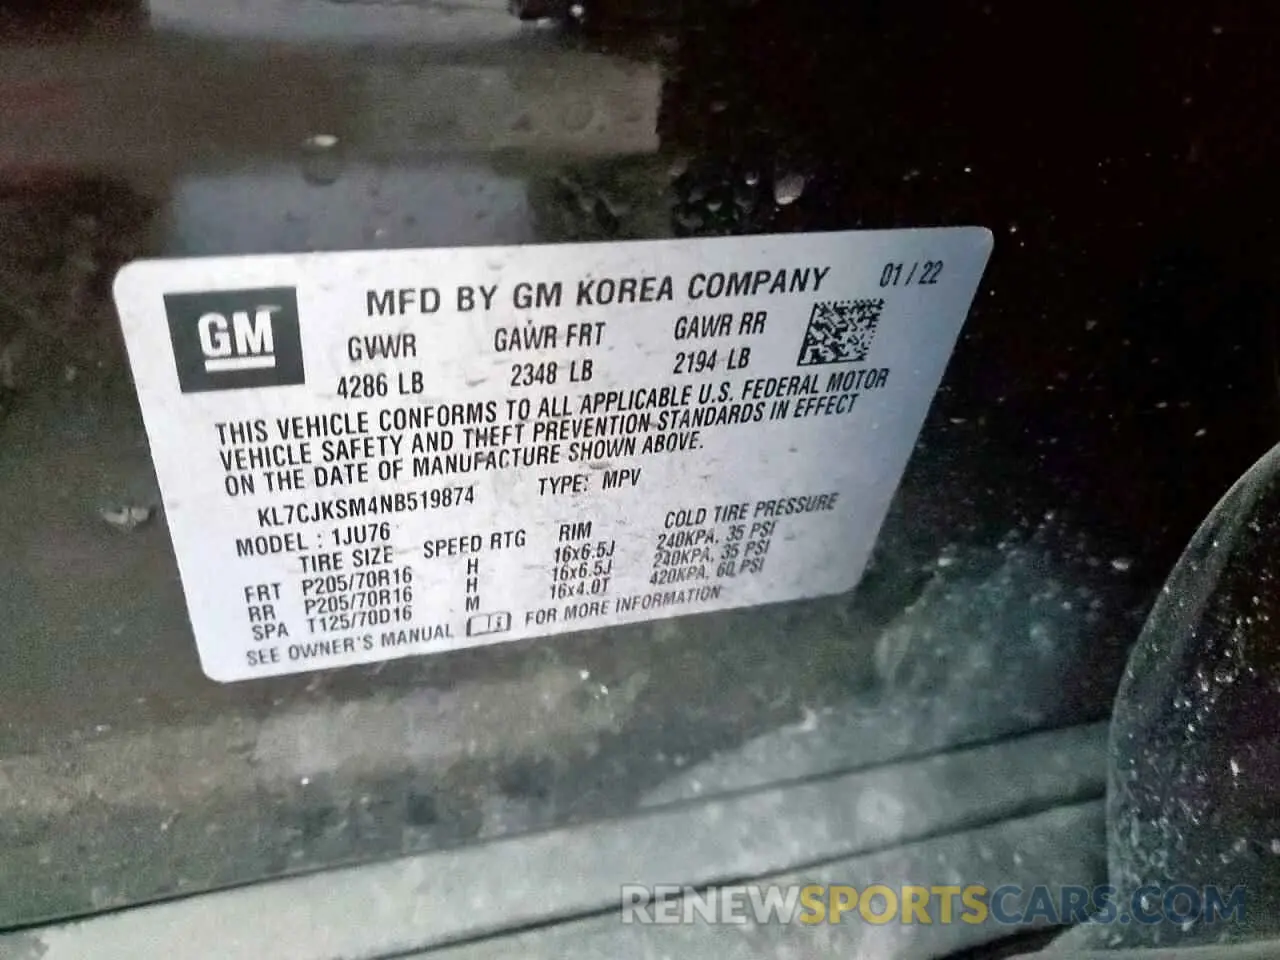 GM
MFD BY GM KOREA COMPANY 01 / 22
GVWR GAWR FRT GAWR RR
4286 LB 2348 LB 2194 LB
THIS VEHICLE CONFORMS TO ALL APPLICABLE U.S. FEDERAL MOTOR
VEHICLE SAFETY AND THEFT PREVENTION STANDARDS IN EFFECT
ON THE DATE OF MANUFACTURE SHOWN ABOVE.
KL7CJKSM4NB519874 TYPE: MPV
MODEL : 1JU76
TIRE SIZE SPEED RTG RIM COLD TIRE PRESSURE
FRT P205/70R16 H 16x6.5J 240KPA, 35 PSI
RR P205/70R16 H 16x6.5J 240KPA, 35 PSI
SPA T125/70D16 M 16x4.0T 420KPA, 60 PSI
SEE OWNER'S MANUAL FOR MORE INFORMATION
RENEWSPORTSCARS.COM